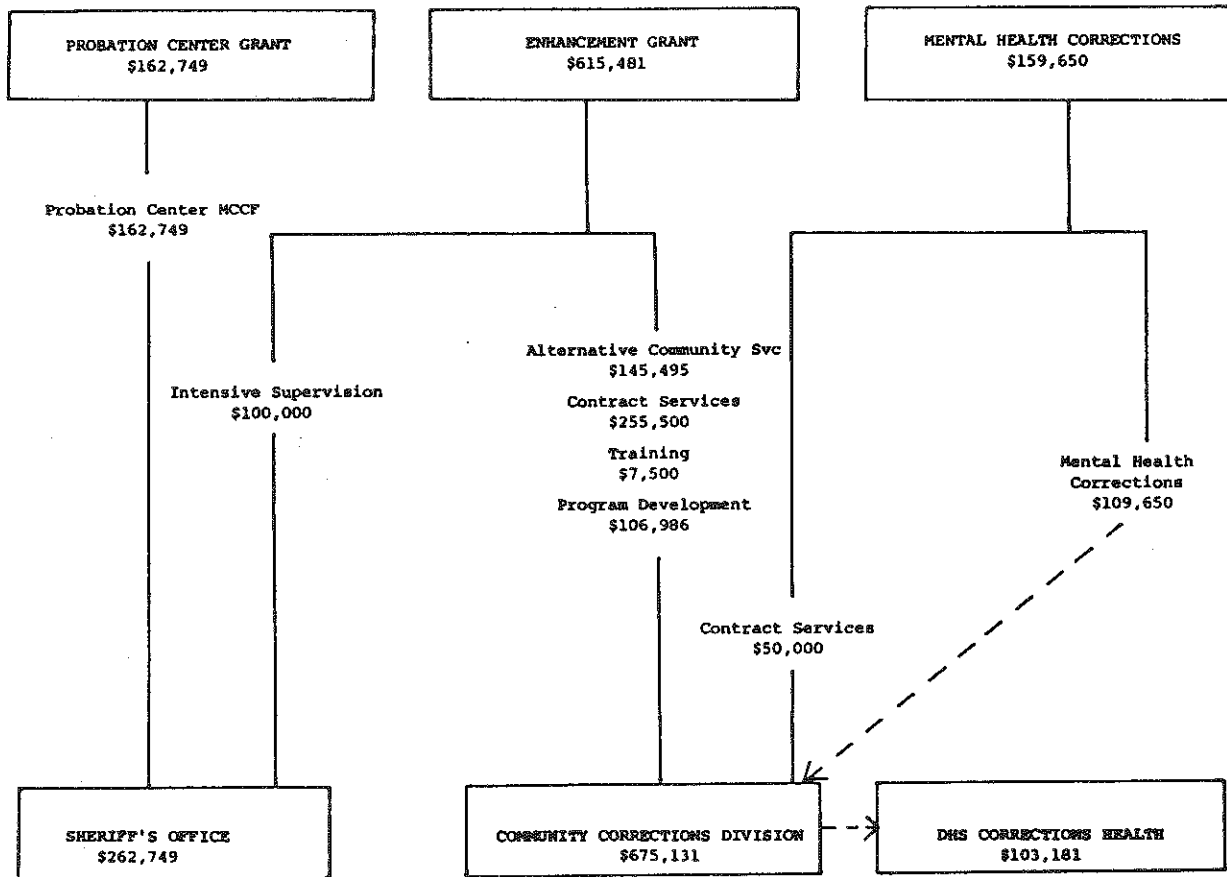 PROBATION CENTER GRANT
$162,749
ENHANCEMENT GRANT
$615,481
MENTAL HEALTH CORRECTIONS
$159,650
Probation Center MCCF
$162,749
Intensive Supervision
$100,000
Alternative Community Svc
$145,495
Contract Services
$255,500
Training
$7,500
Program Development
$106,986
Contract Services
$50,000
Mental Health
Corrections
$109,650
SHERIFF'S OFFICE
$262,749
COMMUNITY CORRECTIONS DIVISION
$675,131
DHS CORRECTIONS HEALTH
$103,181